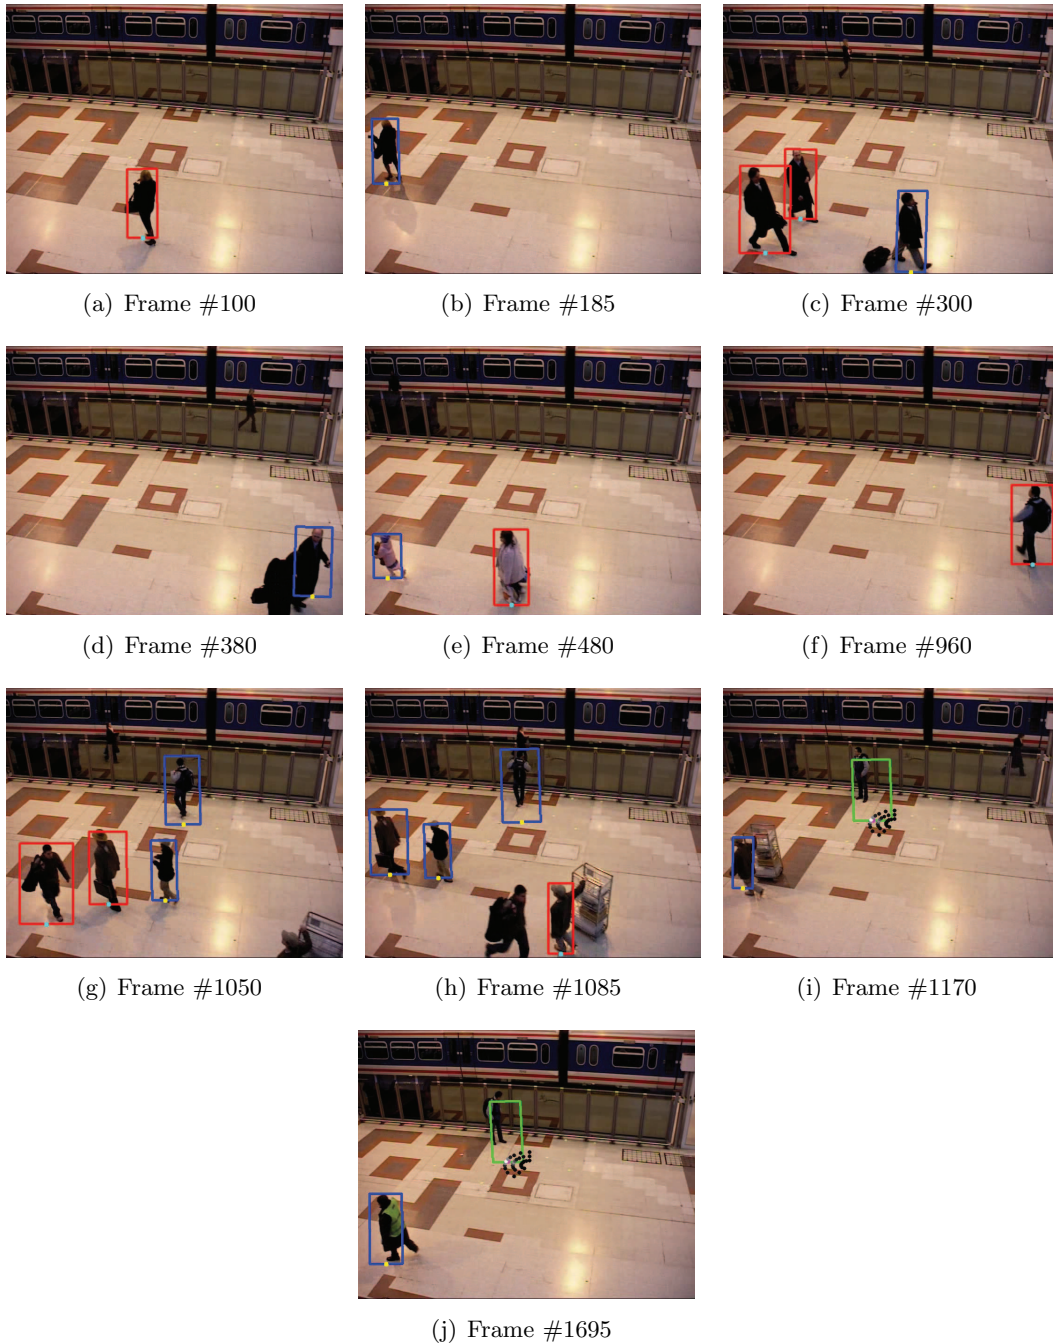 (a) Frame #100
(b) Frame #185
(c) Frame #300
(d) Frame #380
(e) Frame #480
(f) Frame #960
(g) Frame #1050
(h) Frame #1085
(i) Frame #1170
(j) Frame #1695